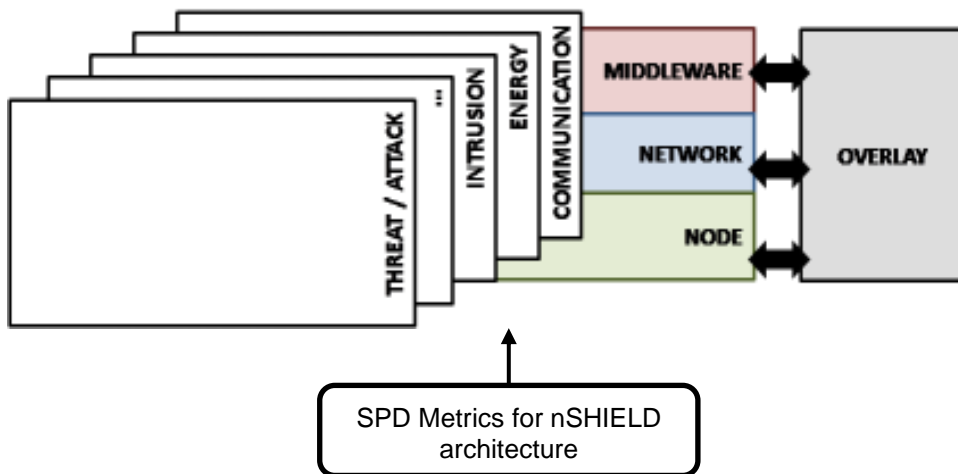 THREAT / ATTACK
...
INTRUSION
ENERGY
COMMUNICATION
MIDDLEWARE
NETWORK
NODE
OVERLAY
SPD Metrics for nSHIELD
architecture